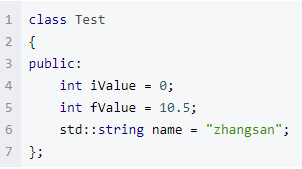 1 class Test
2 {
3 public:
4     int iValue = 0;
5     int fValue = 10.5;
6     std::string name = "zhangsan";
7 };